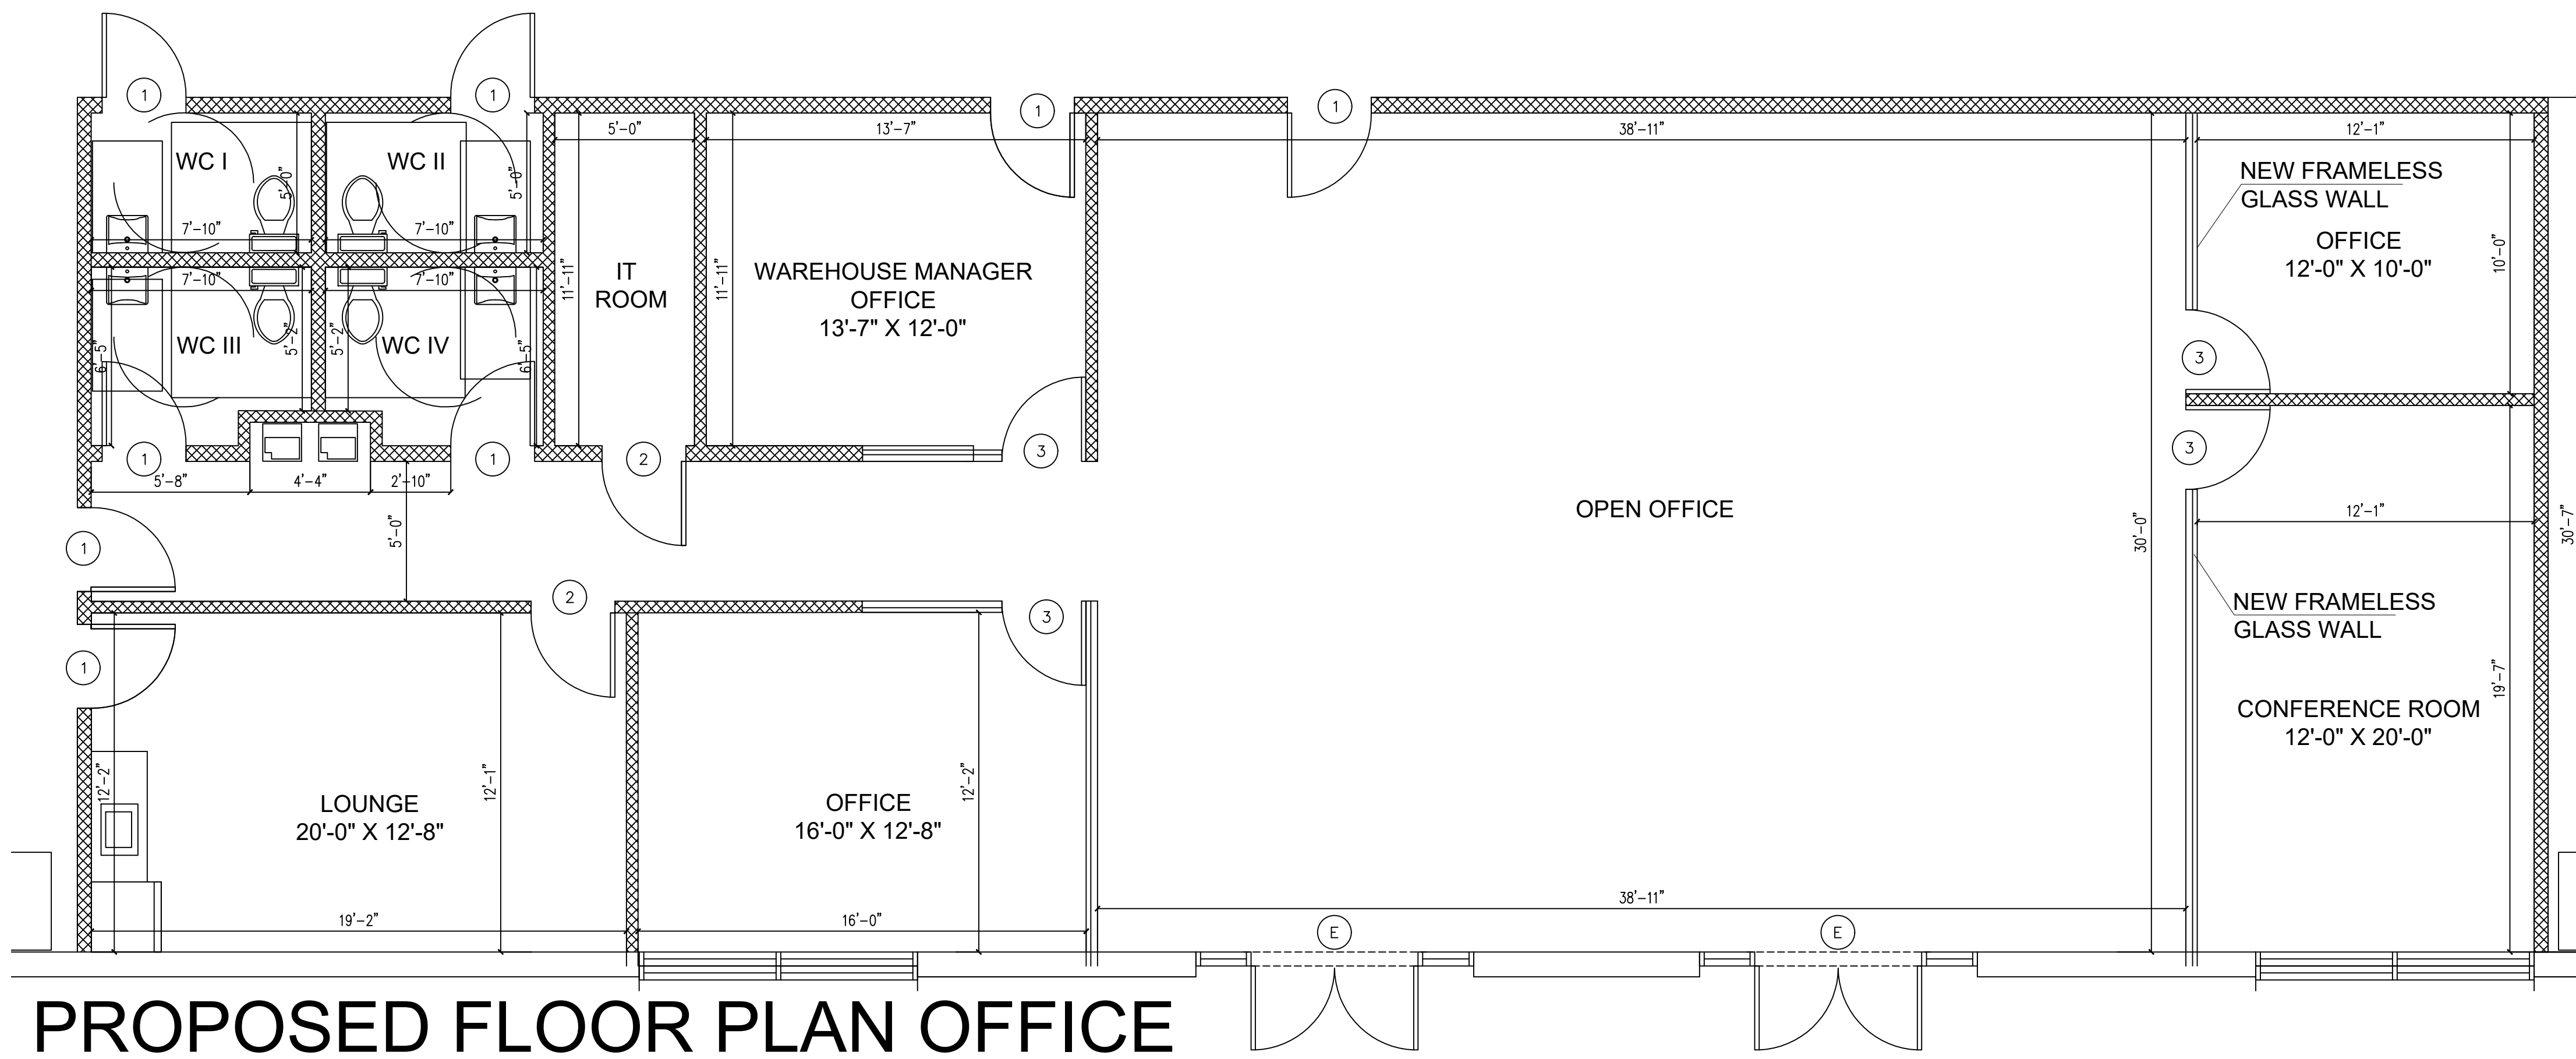 1
1
1
1
5'-0"
13'-7"
38'-11"
12'-1"
WC I
WC II
5'-0"
5'-0"
7'-10"
7'-10"
NEW FRAMELESS
GLASS WALL
OFFICE
12'-0" X 10'-0"
10'-0"
IT
ROOM
11'-11"
11'-11"
WAREHOUSE MANAGER
OFFICE
13'-7" X 12'-0"
7'-10"
7'-10"
WC III
WC IV
6'-5"
5'-2"
5'-2"
6'-5"
3
3
1
1
2
3
5'-8"
4'-4"
2'-10"
5'-0"
OPEN OFFICE
30'-0"
12'-1"
30'-7"
1
2
3
1
NEW FRAMELESS
GLASS WALL
19'-7"
CONFERENCE ROOM
12'-0" X 20'-0"
12'-2"
12'-1"
12'-2"
LOUNGE
20'-0" X 12'-8"
OFFICE
16'-0" X 12'-8"
38'-11"
19'-2"
16'-0"
E
E
PROPOSED FLOOR PLAN OFFICE